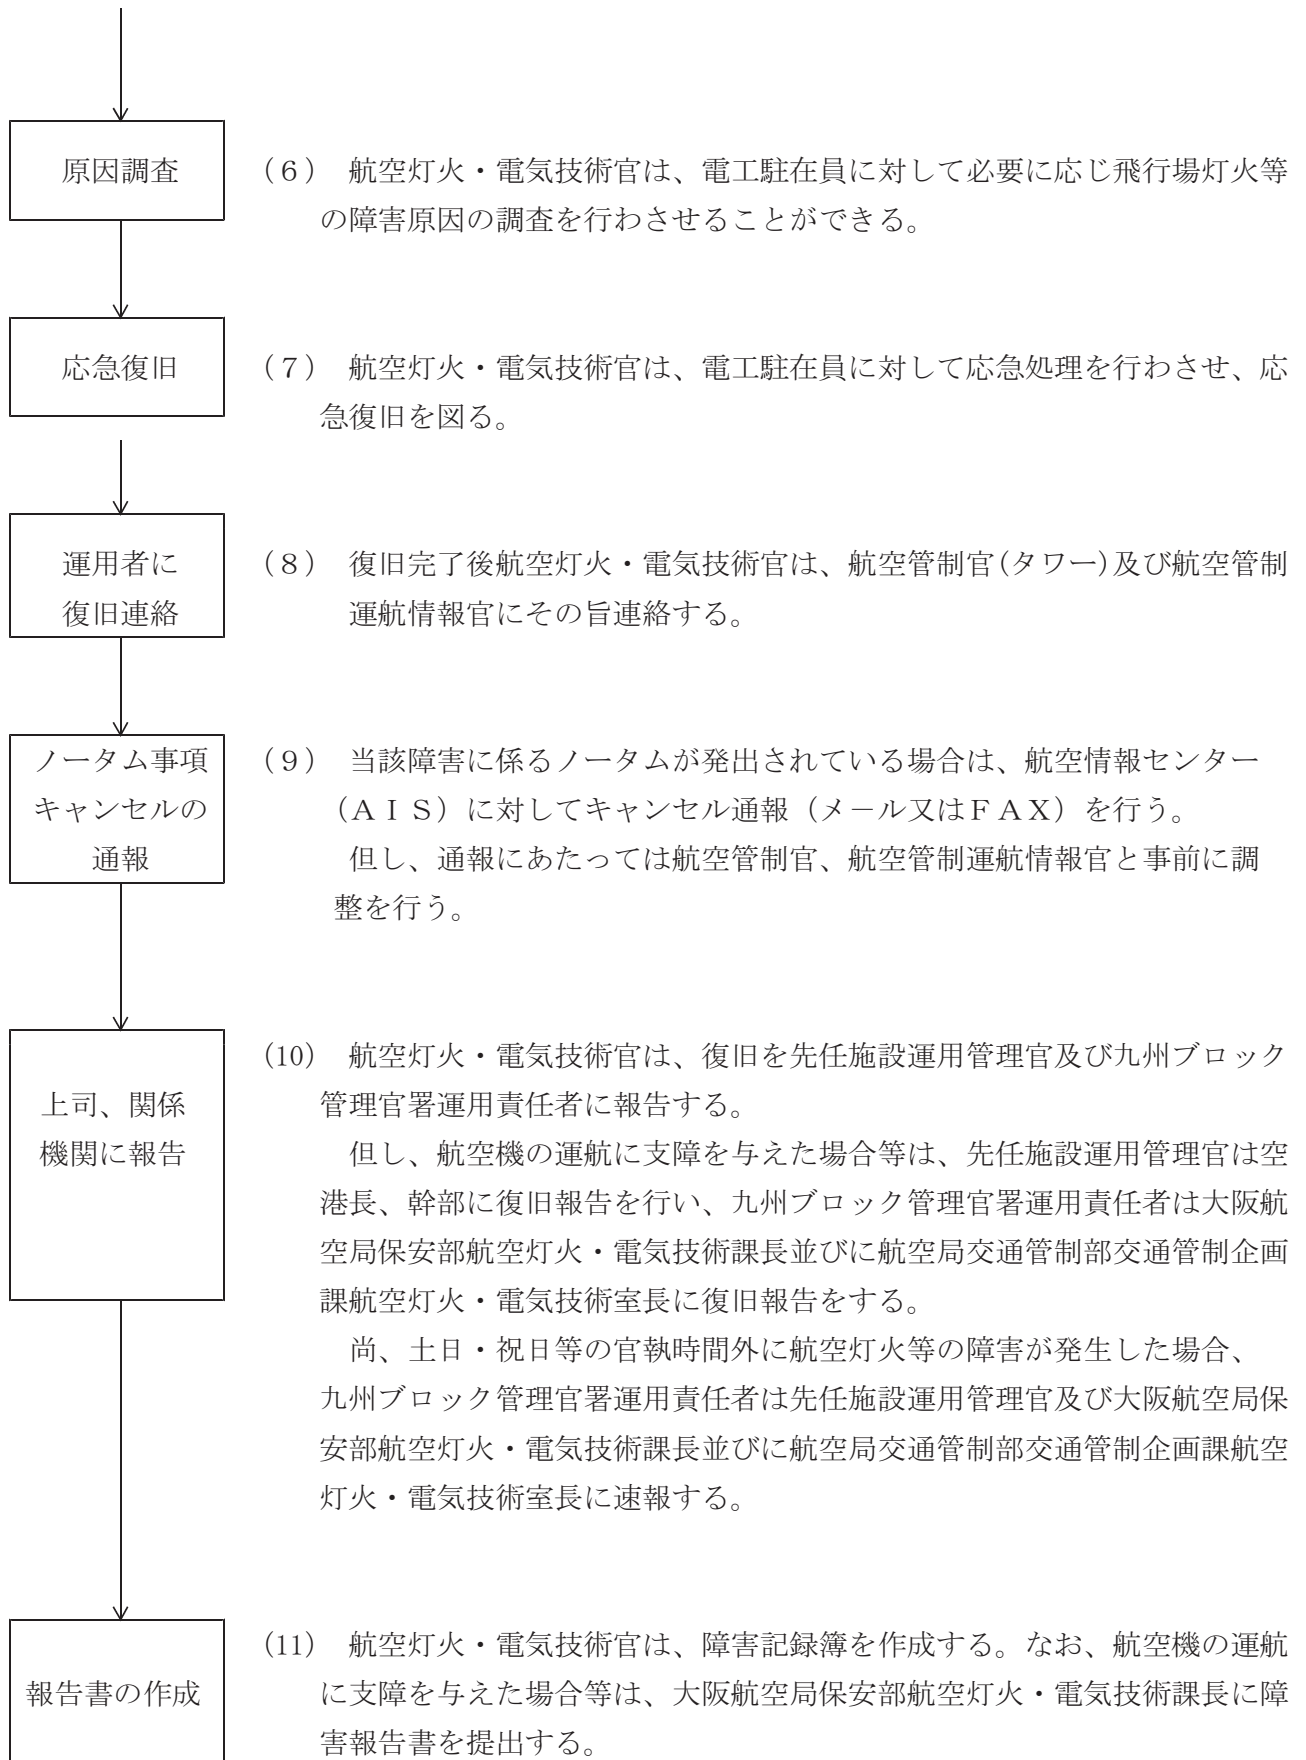 原因調査
(6) 航空灯火・電気技術官は、電工駐在員に対して必要に応じ飛行場灯火等
の障害原因の調査を行わさせることができる。
応急復旧
(7) 航空灯火・電気技術官は、電工駐在員に対して応急処理を行わさせ、応
急復旧を図る。
運用者に
復旧連絡
(8) 復旧完了後航空灯火・電気技術官は、航空管制官(タワー)及び航空管制
運航情報官にその旨連絡する。
ノータム事項
キャンセルの
通報
(9) 当該障害に係るノータムが発出されている場合は、航空情報センター
(AIS)に対してキャンセル通報(メール又はFAX)を行う。
但し、通報にあたっては航空管制官、航空管制運航情報官と事前に調
整を行う。
上司、関係
機関に報告
(10) 航空灯火・電気技術官は、復旧を先任施設運用管理官及び九州ブロック
管理官署運用責任者に報告する。
但し、航空機の運航に支障を与えた場合等は、先任施設運用管理官は空
港長、幹部に復旧報告を行い、九州ブロック管理官署運用責任者は大阪航
空局保安部航空灯火・電気技術課長並びに航空局交通管制部交通管制企画
課航空灯火・電気技術室長に復旧報告をする。
尚、土日・祝日等の官執時間外に航空灯火等の障害が発生した場合、
九州ブロック管理官署運用責任者は先任施設運用管理官及び大阪航空局保
安部航空灯火・電気技術課長並びに航空局交通管制部交通管制企画課航空
灯火・電気技術室長に速報する。
報告書の作成
(11) 航空灯火・電気技術官は、障害記録簿を作成する。なお、航空機の運航
に支障を与えた場合等は、大阪航空局保安部航空灯火・電気技術課長に障
害報告書を提出する。